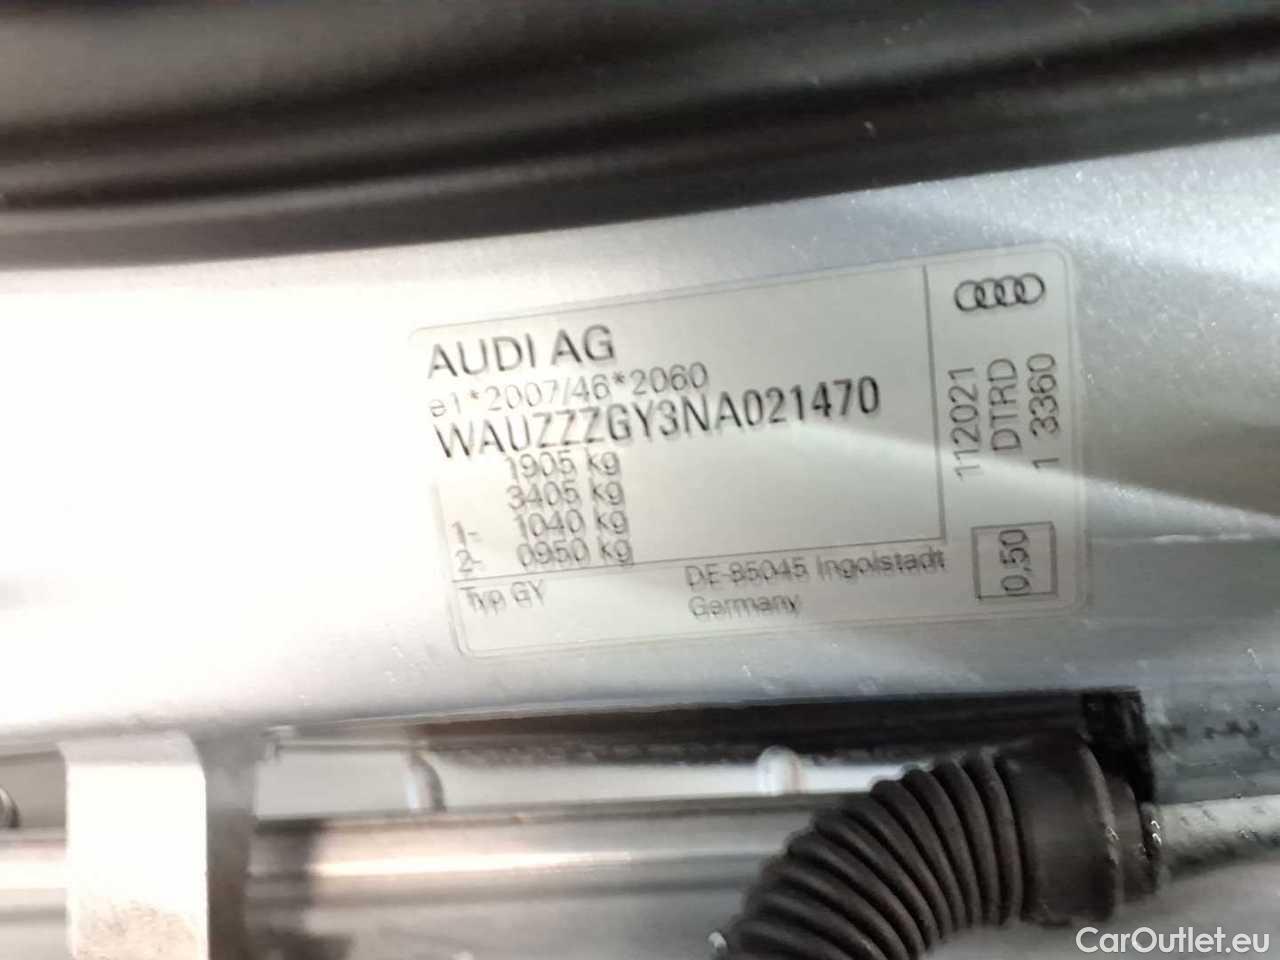 AUDI AG
e1*2007/46*2060
WAUZZZGY3NA021470
1905 kg
3405 kg
1- 1040 kg
2- 0950 kg
Typ GY
DE-85045 Ingolstadt
Germany
112021
DTRD
1 3360
0,50
CarOutlet.eu